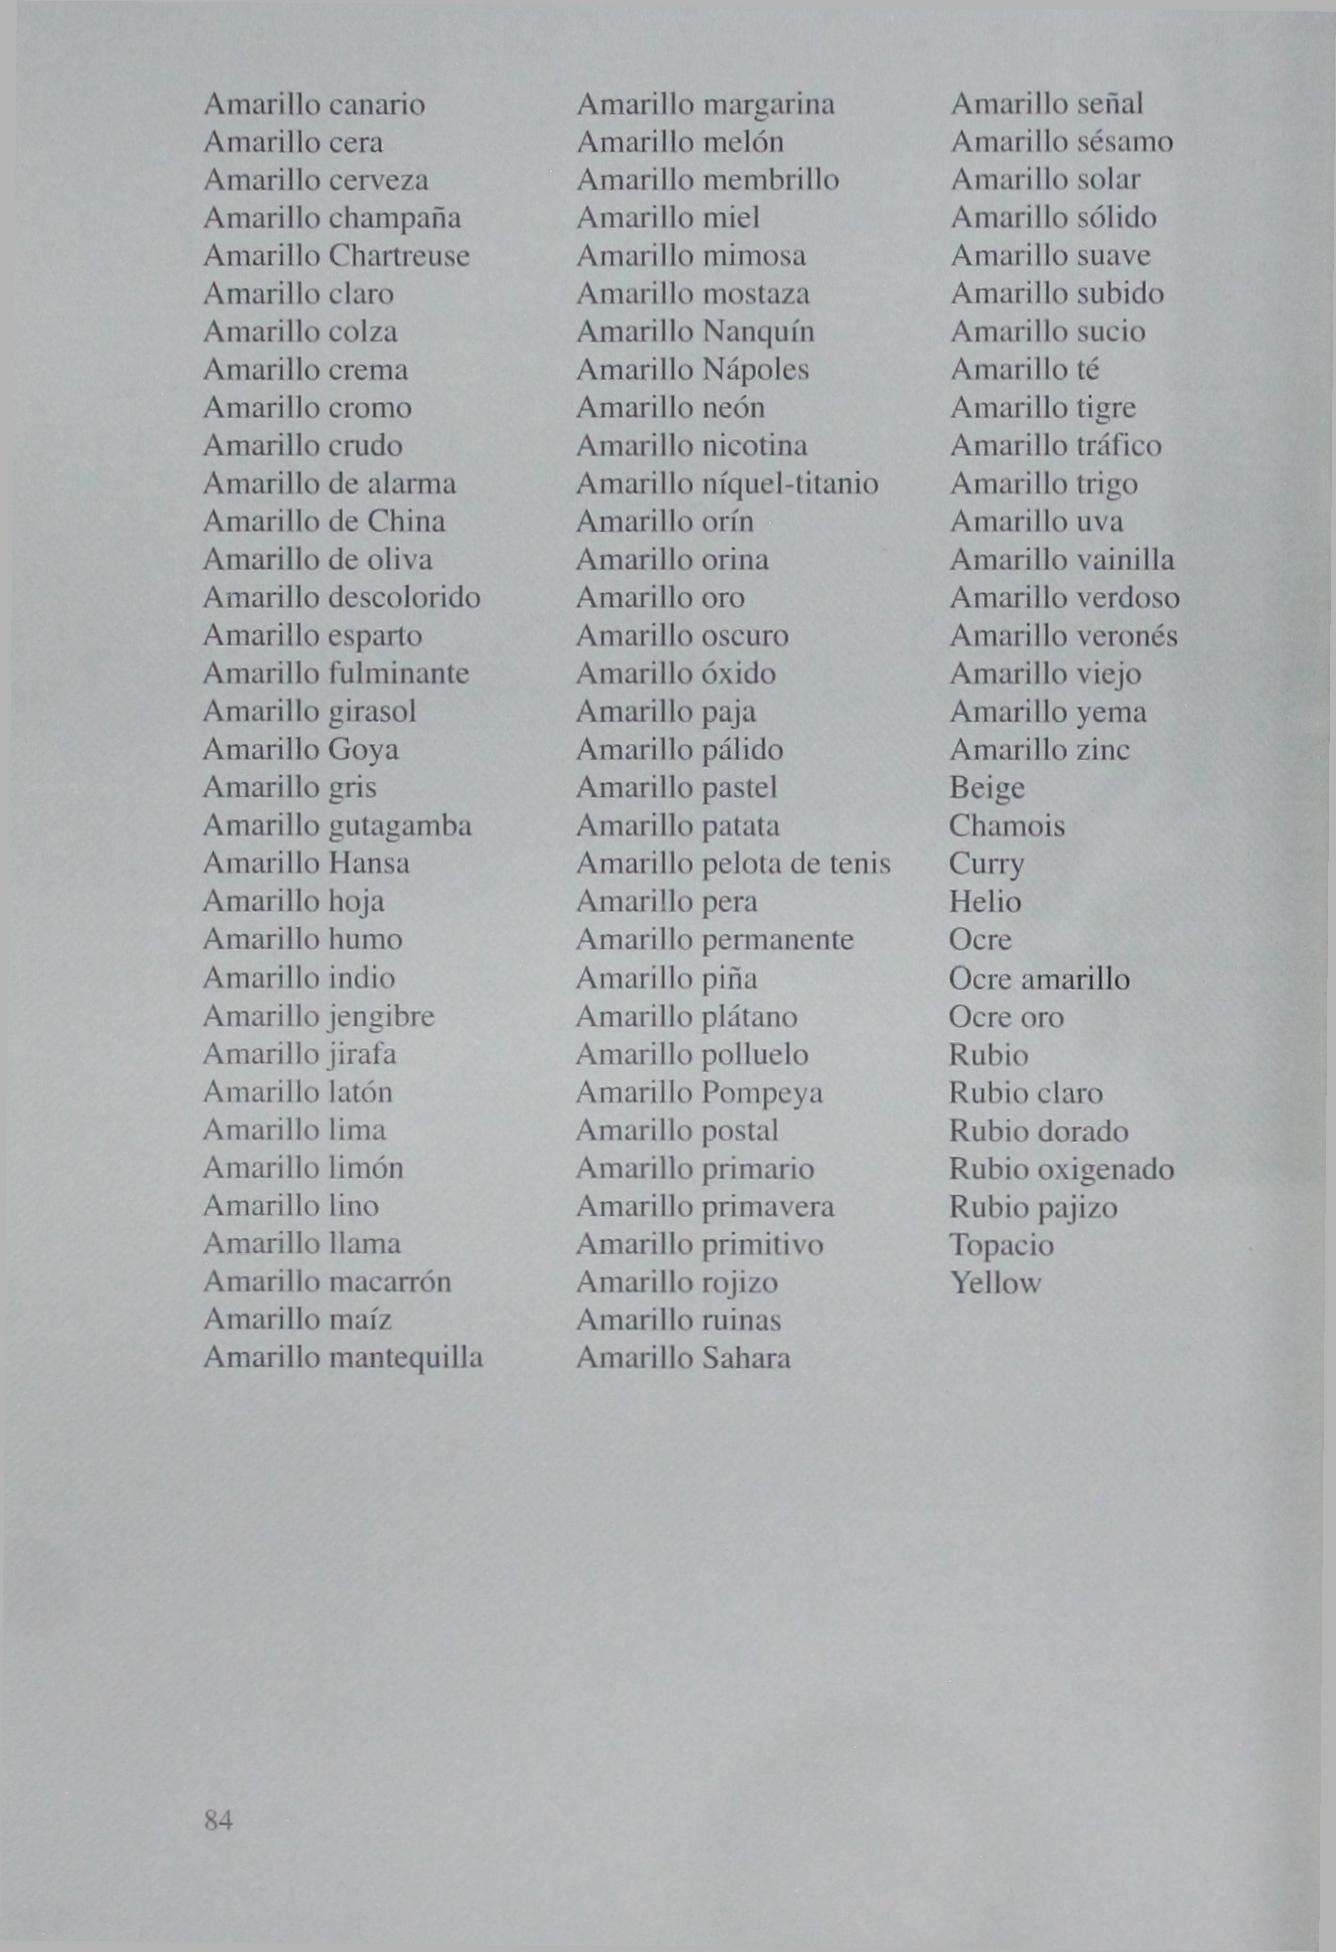 Amarillo canario
Amarillo cera
Amarillo cerveza
Amarillo champaña
Amarillo Chartreuse
Amarillo claro
Amarillo colza
Amarillo crema
Amarillo cromo
Amarillo crudo
Amarillo de alarma
Amarillo de China
Amarillo de oliva
Amarillo descolorido
Amarillo esparto
Amarillo fulminante
Amarillo girasol
Amarillo Goya
Amarillo gris
Amarillo gutagamba
Amarillo Hansa
Amarillo hoja
Amarillo humo
Amarillo indio
Amarillo jengibre
Amarillo jirafa
Amarillo latón
Amarillo lima
Amarillo limón
Amarillo lino
Amarillo llama
Amarillo macarrón
Amarillo maíz
Amarillo mantequilla
Amarillo margarina
Amarillo melón
Amarillo membrillo
Amarillo miel
Amarillo mimosa
Amarillo mostaza
Amarillo Nanquín
Amarillo Nápoles
Amarillo neón
Amarillo nicotina
Amarillo níquel-titanio
Amarillo orín
Amarillo orina
Amarillo oro
Amarillo oscuro
Amarillo óxido
Amarillo paja
Amarillo pálido
Amarillo pastel
Amarillo patata
Amarillo pelota de tenis
Amarillo pera
Amarillo permanente
Amarillo piña
Amarillo plátano
Amarillo polluelo
Amarillo Pompeya
Amarillo postal
Amarillo primario
Amarillo primavera
Amarillo primitivo
Amarillo rojizo
Amarillo ruinas
Amarillo Sahara
Amarillo señal
Amarillo sésamo
Amarillo solar
Amarillo sólido
Amarillo suave
Amarillo subido
Amarillo sucio
Amarillo té
Amarillo tigre
Amarillo tráfico
Amarillo trigo
Amarillo uva
Amarillo vainilla
Amarillo verdoso
Amarillo veronés
Amarillo viejo
Amarillo yema
Amarillo zinc
Beige
Chamois
Curry
Helio
Ocre
Ocre amarillo
Ocre oro
Rubio
Rubio claro
Rubio dorado
Rubio oxigenado
Rubio pajizo
Topacio
Yellow
84